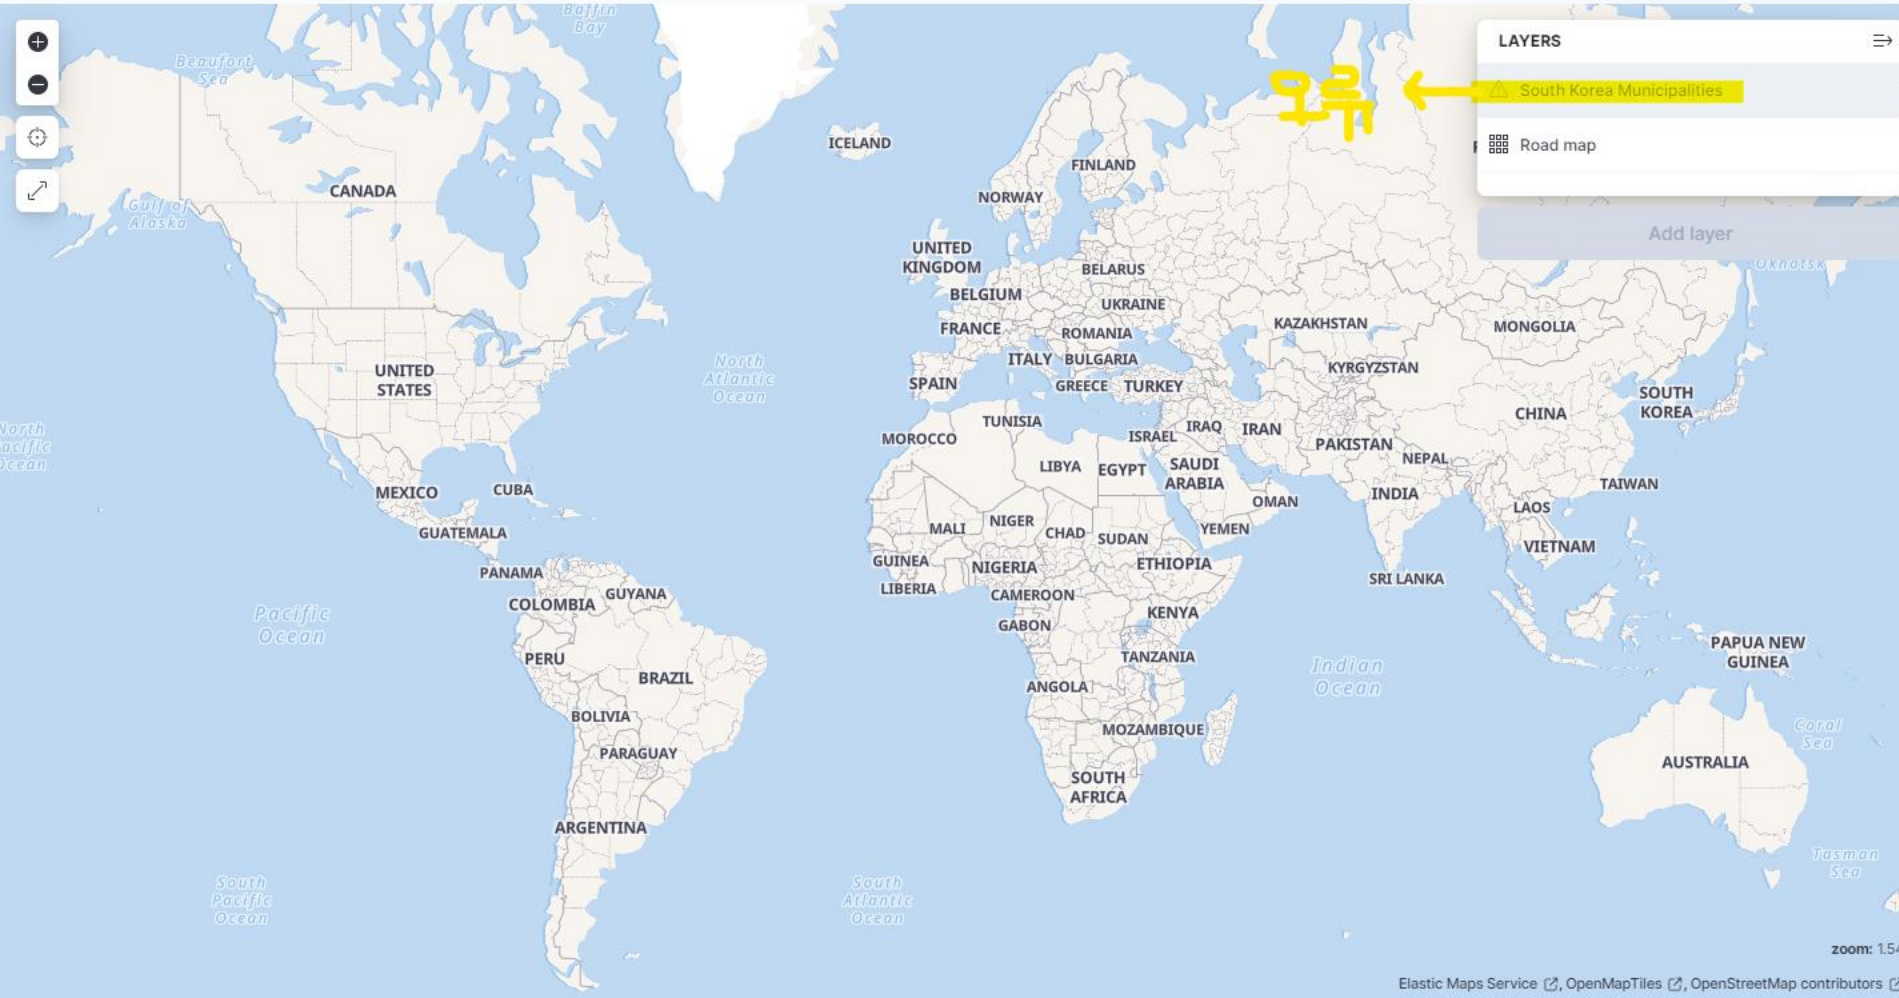 Baffin
Bay
LAYERS
Beaufort
Sea
오류
South Korea Municipalities
Road map
ICELAND
FINLAND
CANADA
NORWAY
Gulf of
Alaska
Add layer
UNITED
KINGDOM
BELARUS
Okhotsk
BELGIUM
UKRAINE
FRANCE
ROMANIA
KAZAKHSTAN
MONGOLIA
ITALY
BULGARIA
North
Atlantic
Ocean
UNITED
STATES
KYRGYZSTAN
SPAIN
GREECE
TURKEY
SOUTH
KOREA
CHINA
TUNISIA
IRAQ
IRAN
MOROCCO
ISRAEL
PAKISTAN
North
Pacific
Ocean
NEPAL
LIBYA
EGYPT
SAUDI
ARABIA
TAIWAN
MEXICO
CUBA
INDIA
OMAN
LAOS
MALI
NIGER
CHAD
SUDAN
YEMEN
GUATEMALA
VIETNAM
GUINEA
NIGERIA
ETHIOPIA
PANAMA
SRI LANKA
LIBERIA
CAMEROON
GUYANA
COLOMBIA
KENYA
Pacific
Ocean
GABON
PAPUA NEW
GUINEA
PERU
TANZANIA
Indian
Ocean
BRAZIL
ANGOLA
BOLIVIA
MOZAMBIQUE
Coral
Sea
PARAGUAY
AUSTRALIA
SOUTH
AFRICA
ARGENTINA
Tasman
Sea
South
Pacific
Ocean
South
Atlantic
Ocean
zoom: 1.54
Elastic Maps Service, OpenMapTiles, OpenStreetMap contributors